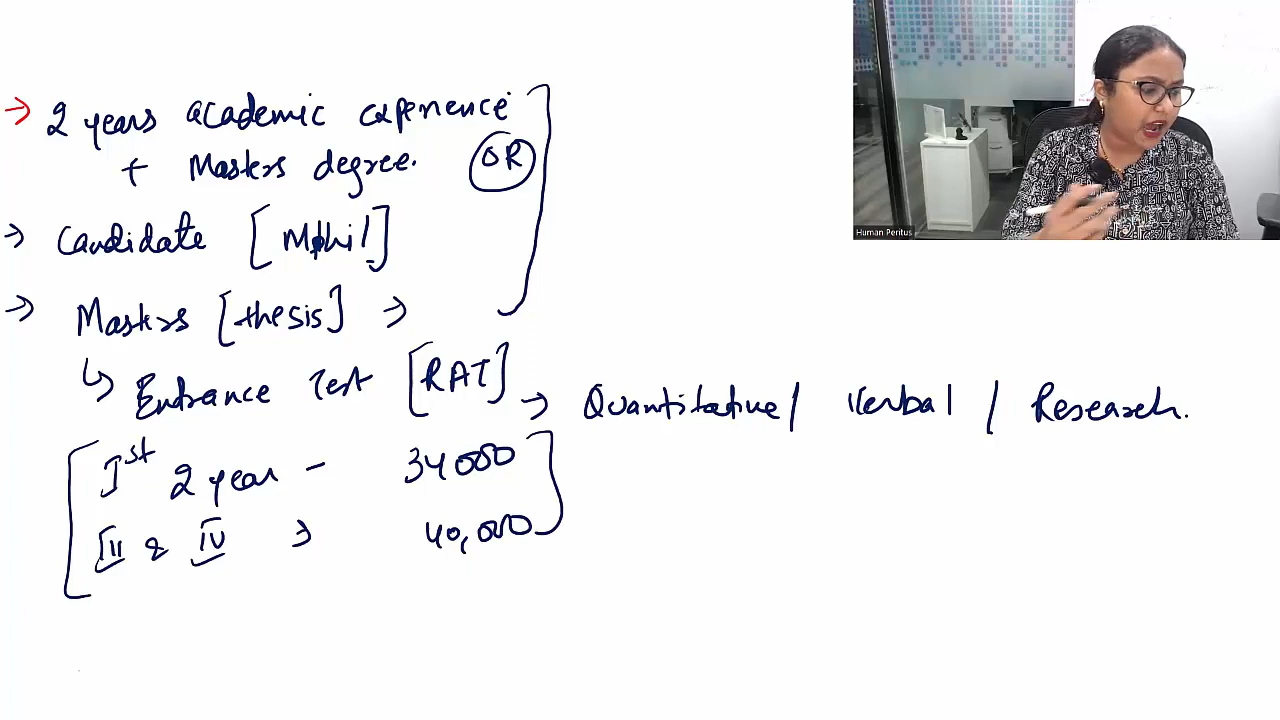 → 2 years academic experience
+ Masters degree. OR
→ Candidate [Mphil]
→ Masters [thesis] →
↳ Entrance Test [RAT]
→ Quantitative / Verbal / Research.
Ist 2 year - 34000
III & IV → 40,000
Human Peritus